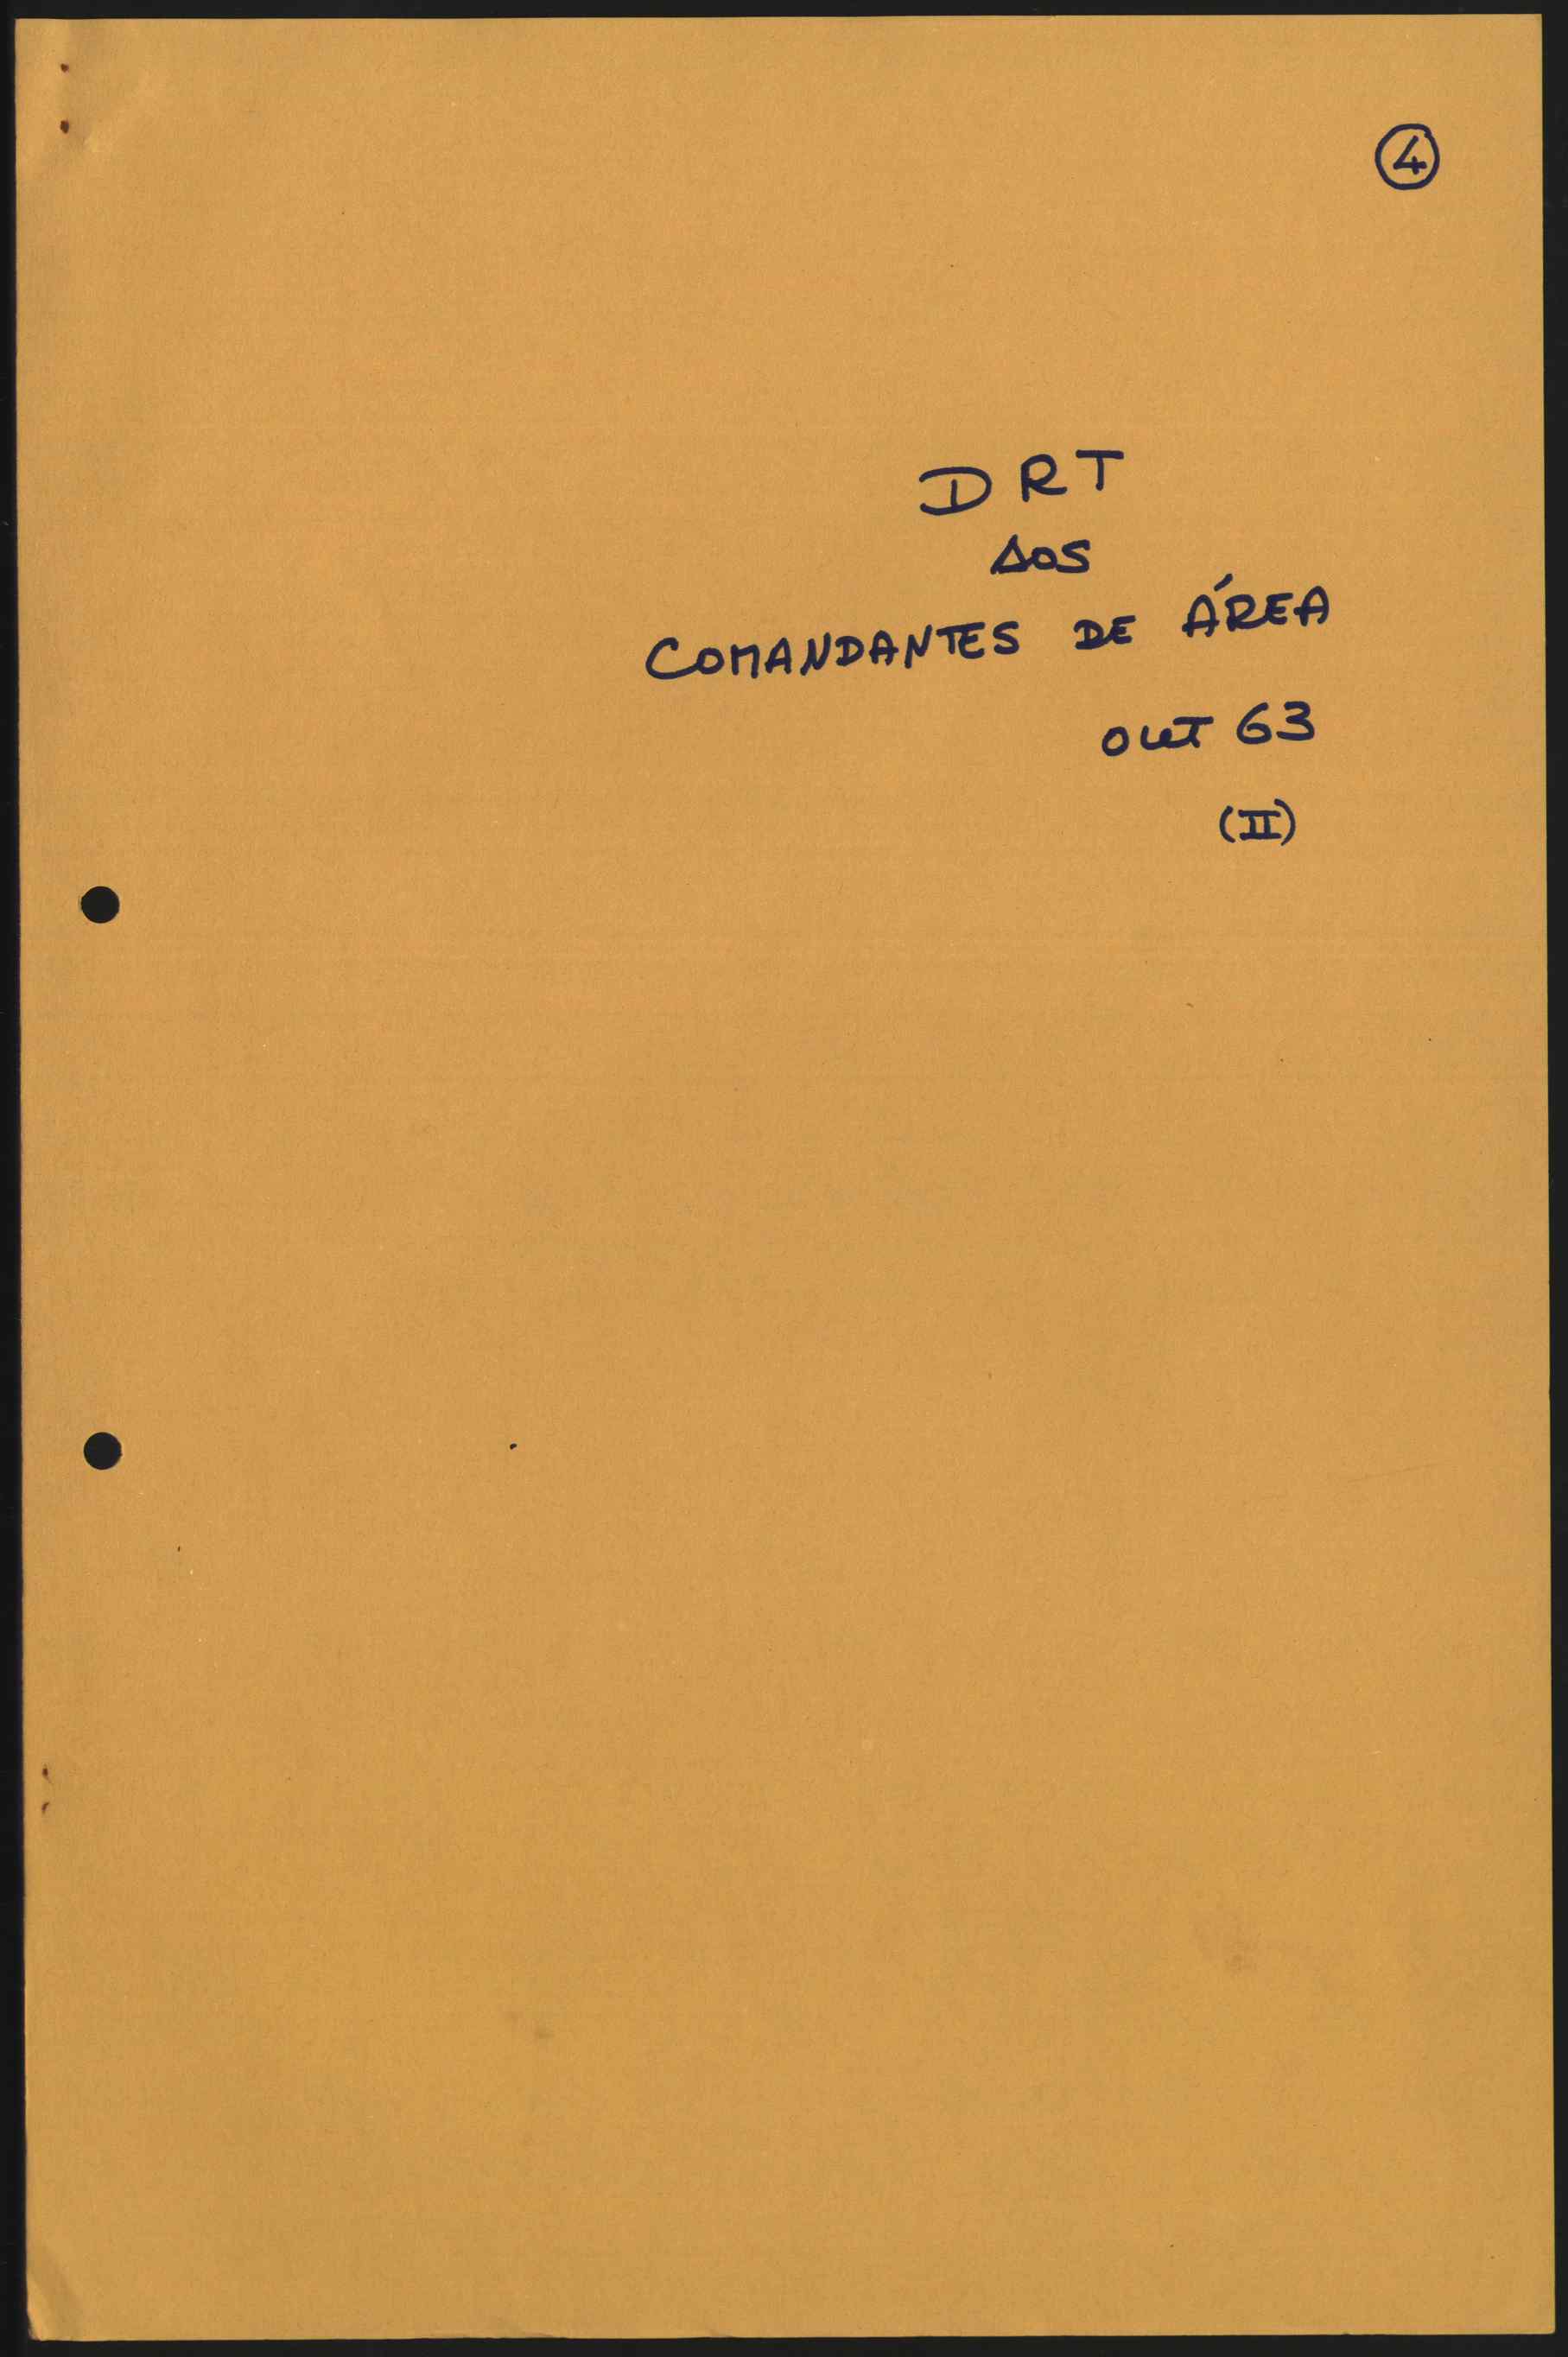 4
DRT
AOS
COMANDANTES DE ÁREA
out 63
(II)